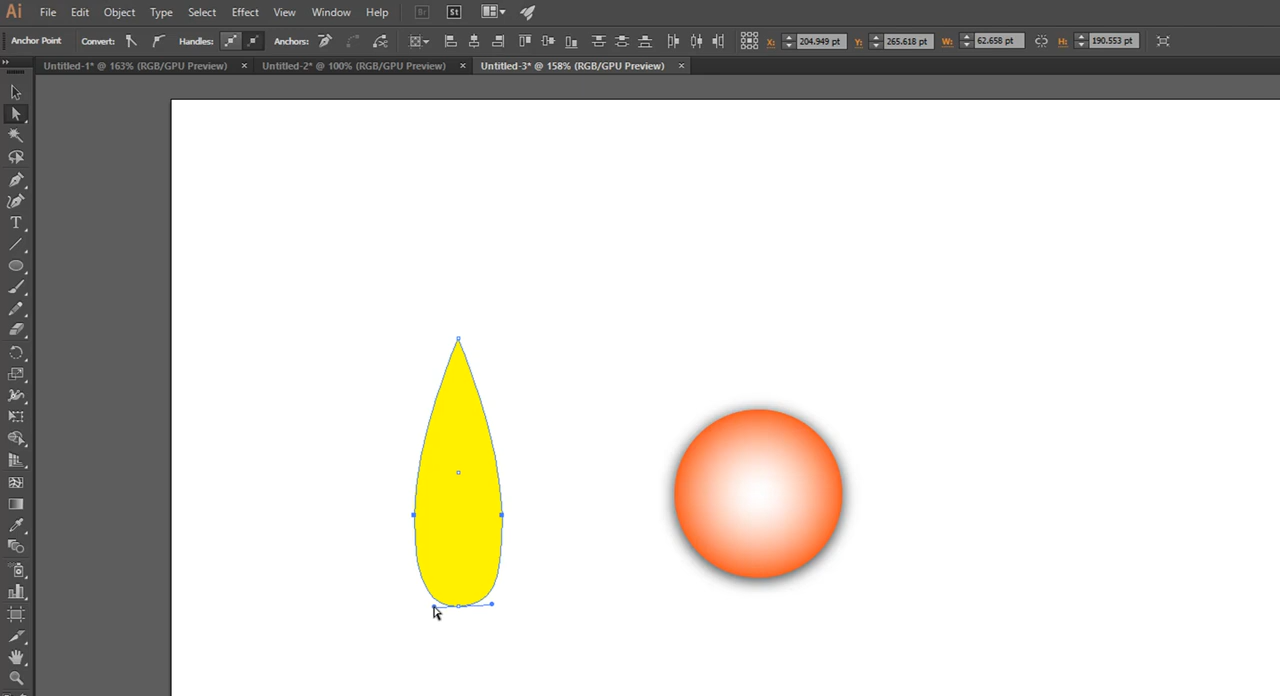 Ai File Edit Object Type Select Effect View Window Help Br St
Anchor Point Convert: Handles: Anchors: X: 204.949 pt Y: 265.618 pt W: 62.658 pt H: 190.553 pt
Untitled-1* @ 163% (RGB/GPU Preview) × Untitled-2* @ 100% (RGB/GPU Preview) × Untitled-3* @ 158% (RGB/GPU Preview) ×